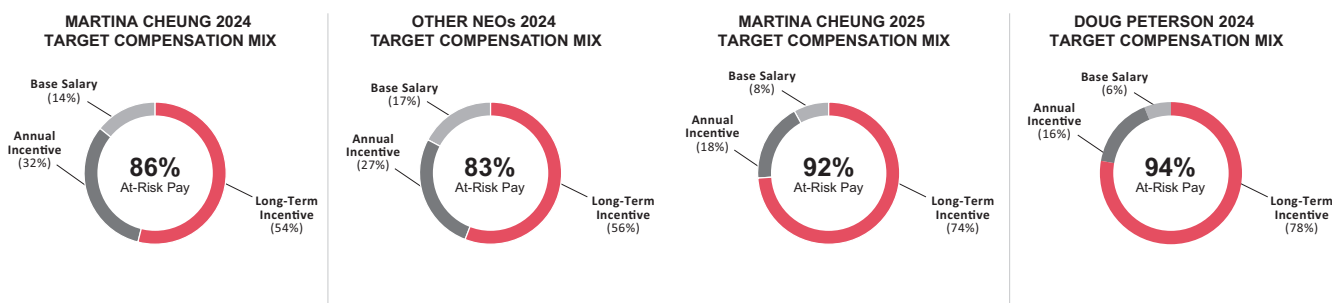 MARTINA CHEUNG 2024
TARGET COMPENSATION MIX
Base Salary
(14%)
Annual
Incentive
(32%)
86%
At-Risk Pay
Long-Term
Incentive
(54%)
OTHER NEOs 2024
TARGET COMPENSATION MIX
Base Salary
(17%)
Annual
Incentive
(27%)
83%
At-Risk Pay
Long-Term
Incentive
(56%)
MARTINA CHEUNG 2025
TARGET COMPENSATION MIX
Base Salary
(8%)
Annual
Incentive
(18%)
92%
At-Risk Pay
Long-Term
Incentive
(74%)
DOUG PETERSON 2024
TARGET COMPENSATION MIX
Base Salary
(6%)
Annual
Incentive
(16%)
94%
At-Risk Pay
Long-Term
Incentive
(78%)